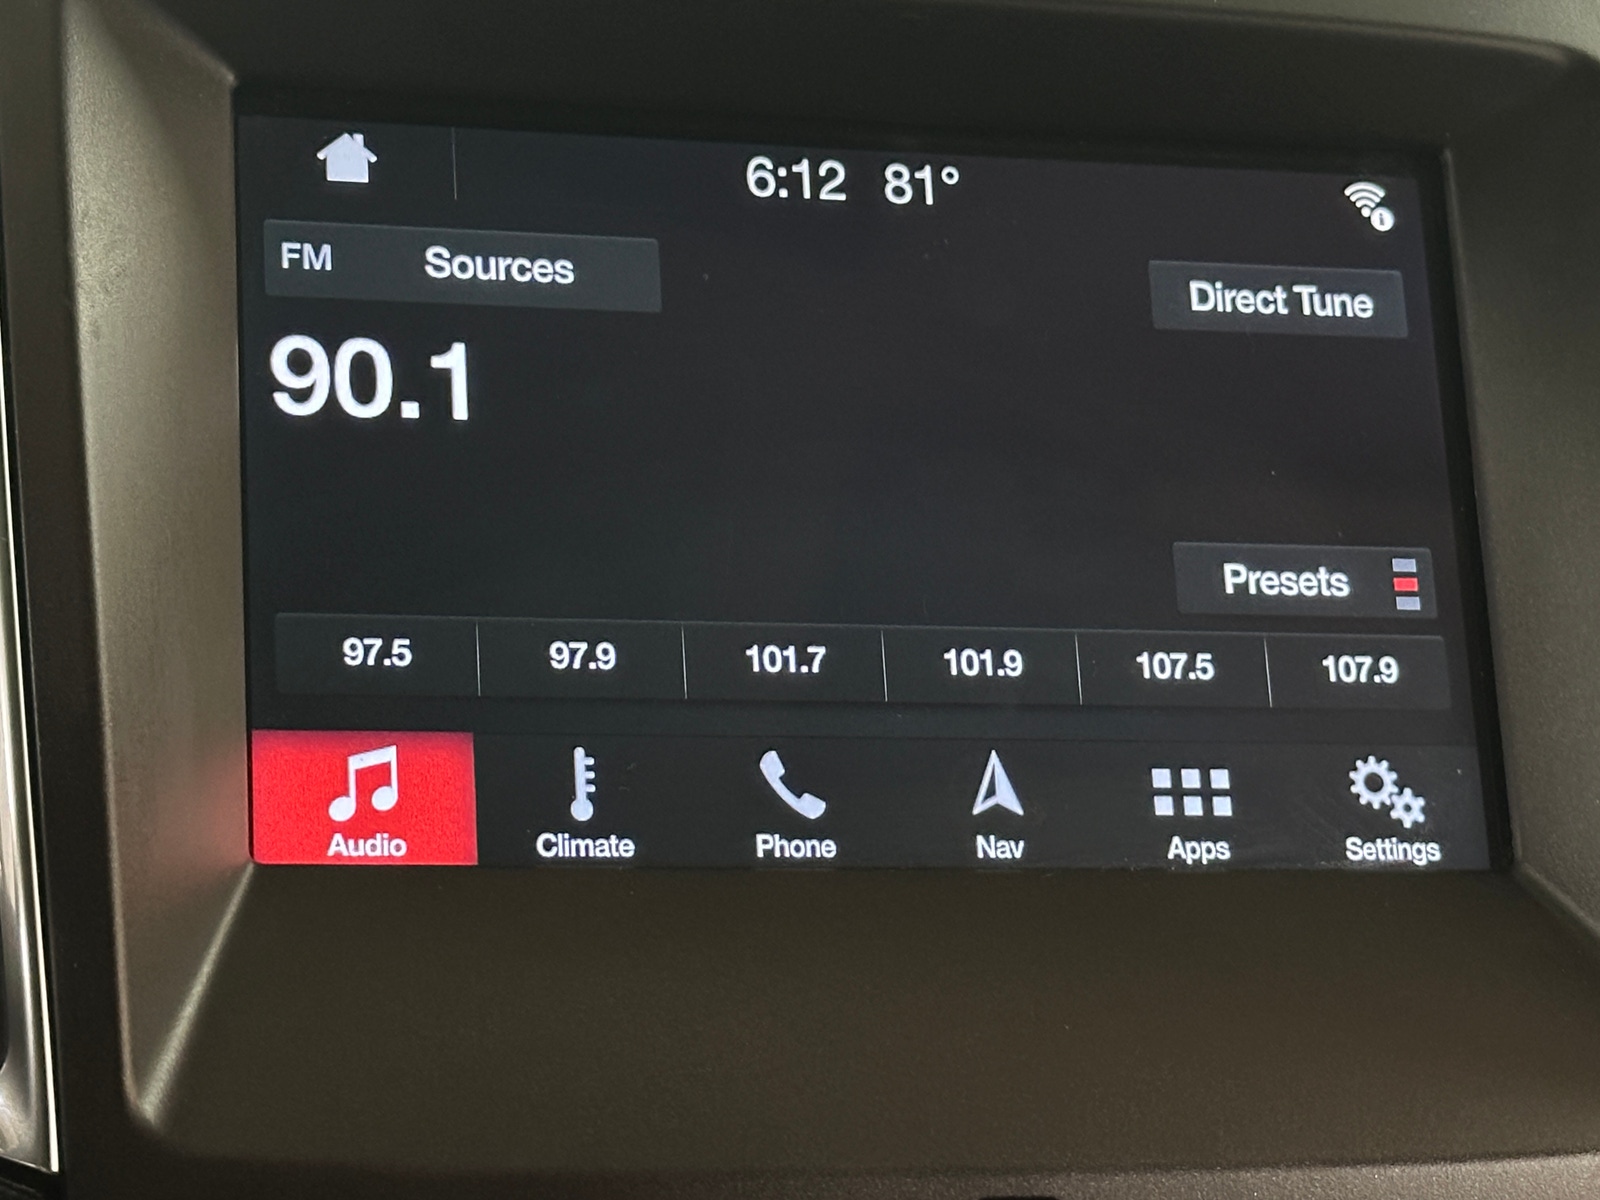 6:12 81°
FM Sources
Direct Tune
90.1
Presets
97.5 97.9 101.7 101.9 107.5 107.9
Audio Climate Phone Nav Apps Settings